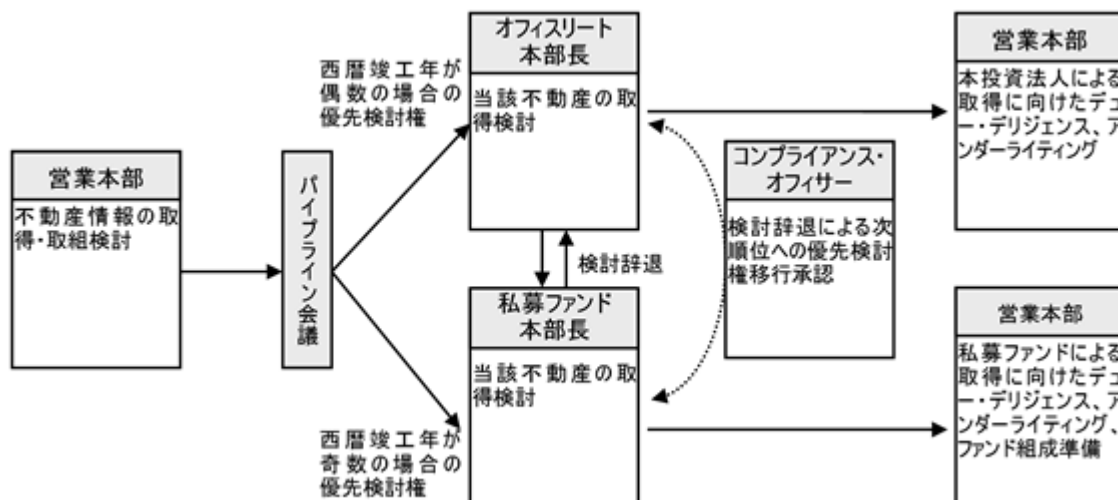 営業本部
不動産情報の取
得・取組検討
パイプライン会議
西暦竣工年が
偶数の場合の
優先検討権
西暦竣工年が
奇数の場合の
優先検討権
オフィスリート
本部長
当該不動産の取
得検討
検討辞退
私募ファンド
本部長
当該不動産の取
得検討
コンプライアンス・
オフィサー
検討辞退による次
順位への優先検討
権移行承認
営業本部
本投資法人による
取得に向けたデュ
ー・デリジェンス、ア
ンダーライティング
営業本部
私募ファンドによる
取得に向けたデュ
ー・デリジェンス、ア
ンダーライティング、
ファンド組成準備